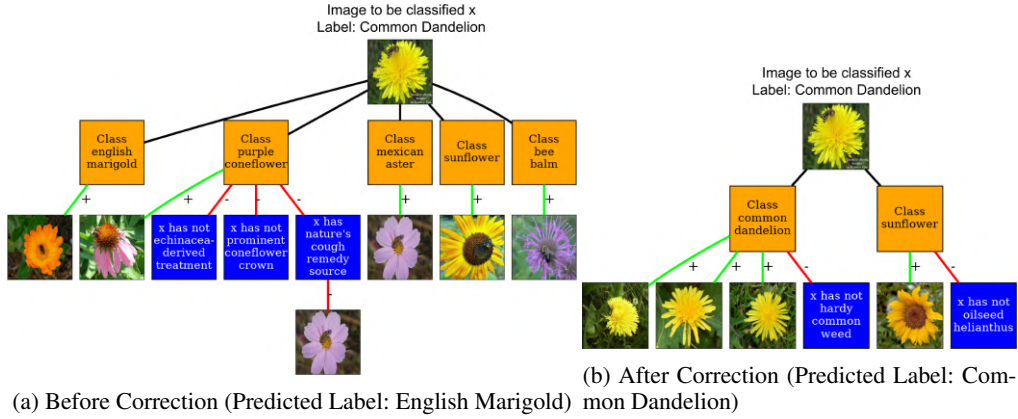 Image to be classified x
Label: Common Dandelion
Class
english
marigold
Class
purple
coneflower
Class
mexican
aster
Class
sunflower
Class
bee
balm
+
+
-
-
-
+
+
+
x has not
echinacea-
derived
treatment
x has not
prominent
coneflower
crown
x has
nature's
cough
remedy
source
-
(a) Before Correction (Predicted Label: English Marigold)
Image to be classified x
Label: Common Dandelion
Class
common
dandelion
Class
sunflower
+
+
+
-
+
-
x has not
hardy
common
weed
x has not
oilseed
helianthus
(b) After Correction (Predicted Label: Com-
mon Dandelion)